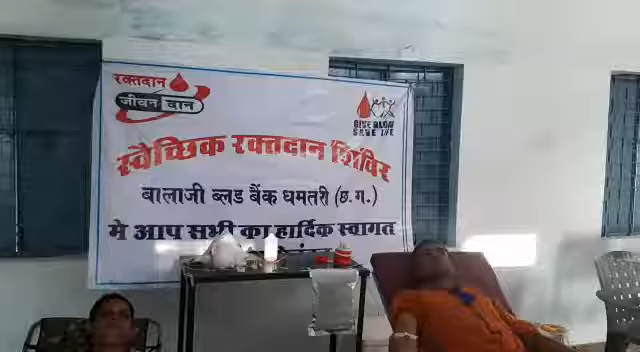 रक्तदान
जीवन दान
GIVE BLOOD
SAVE LIFE
स्वैच्छिक रक्तदान शिविर
बालाजी ब्लड बैंक धमतरी (छ.ग.)
मे आप सभी का हार्दिक स्वागत